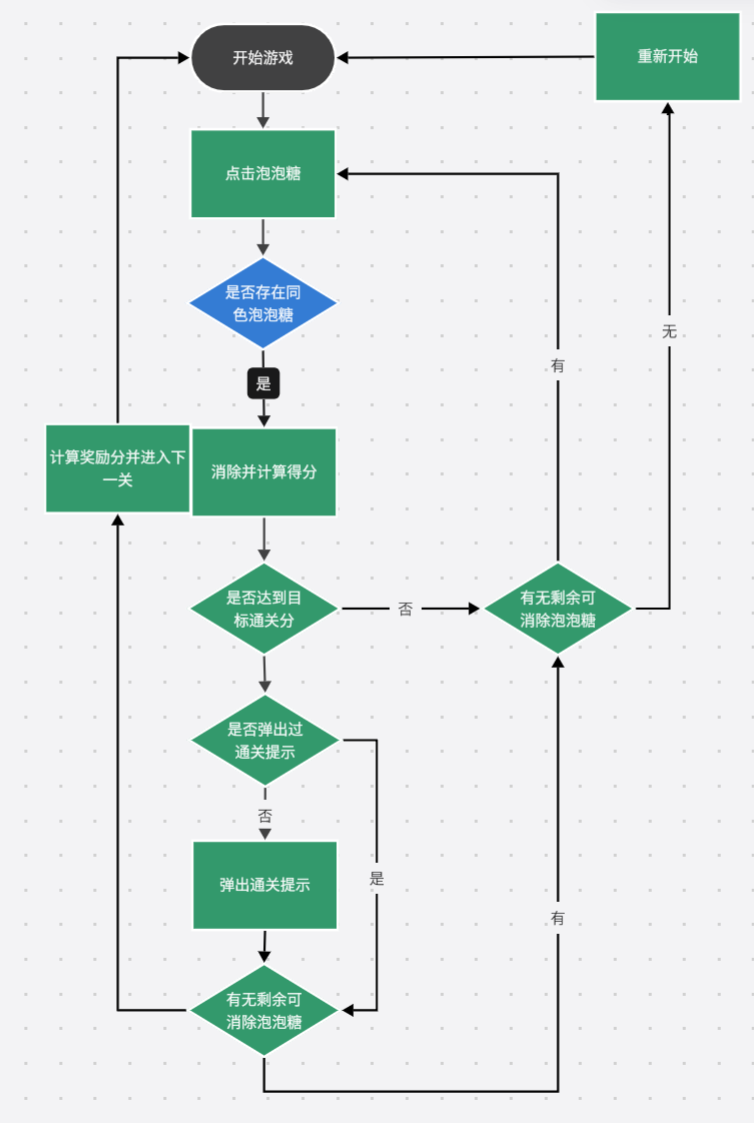 开始游戏
重新开始
点击泡泡糖
是否存在同
色泡泡糖
无
有
是
计算奖励分并进入下
一关
消除并计算得分
是否达到目
标通关分
否
有无剩余可
消除泡泡糖
是否弹出过
通关提示
否
弹出通关提示
是
有
有无剩余可
消除泡泡糖